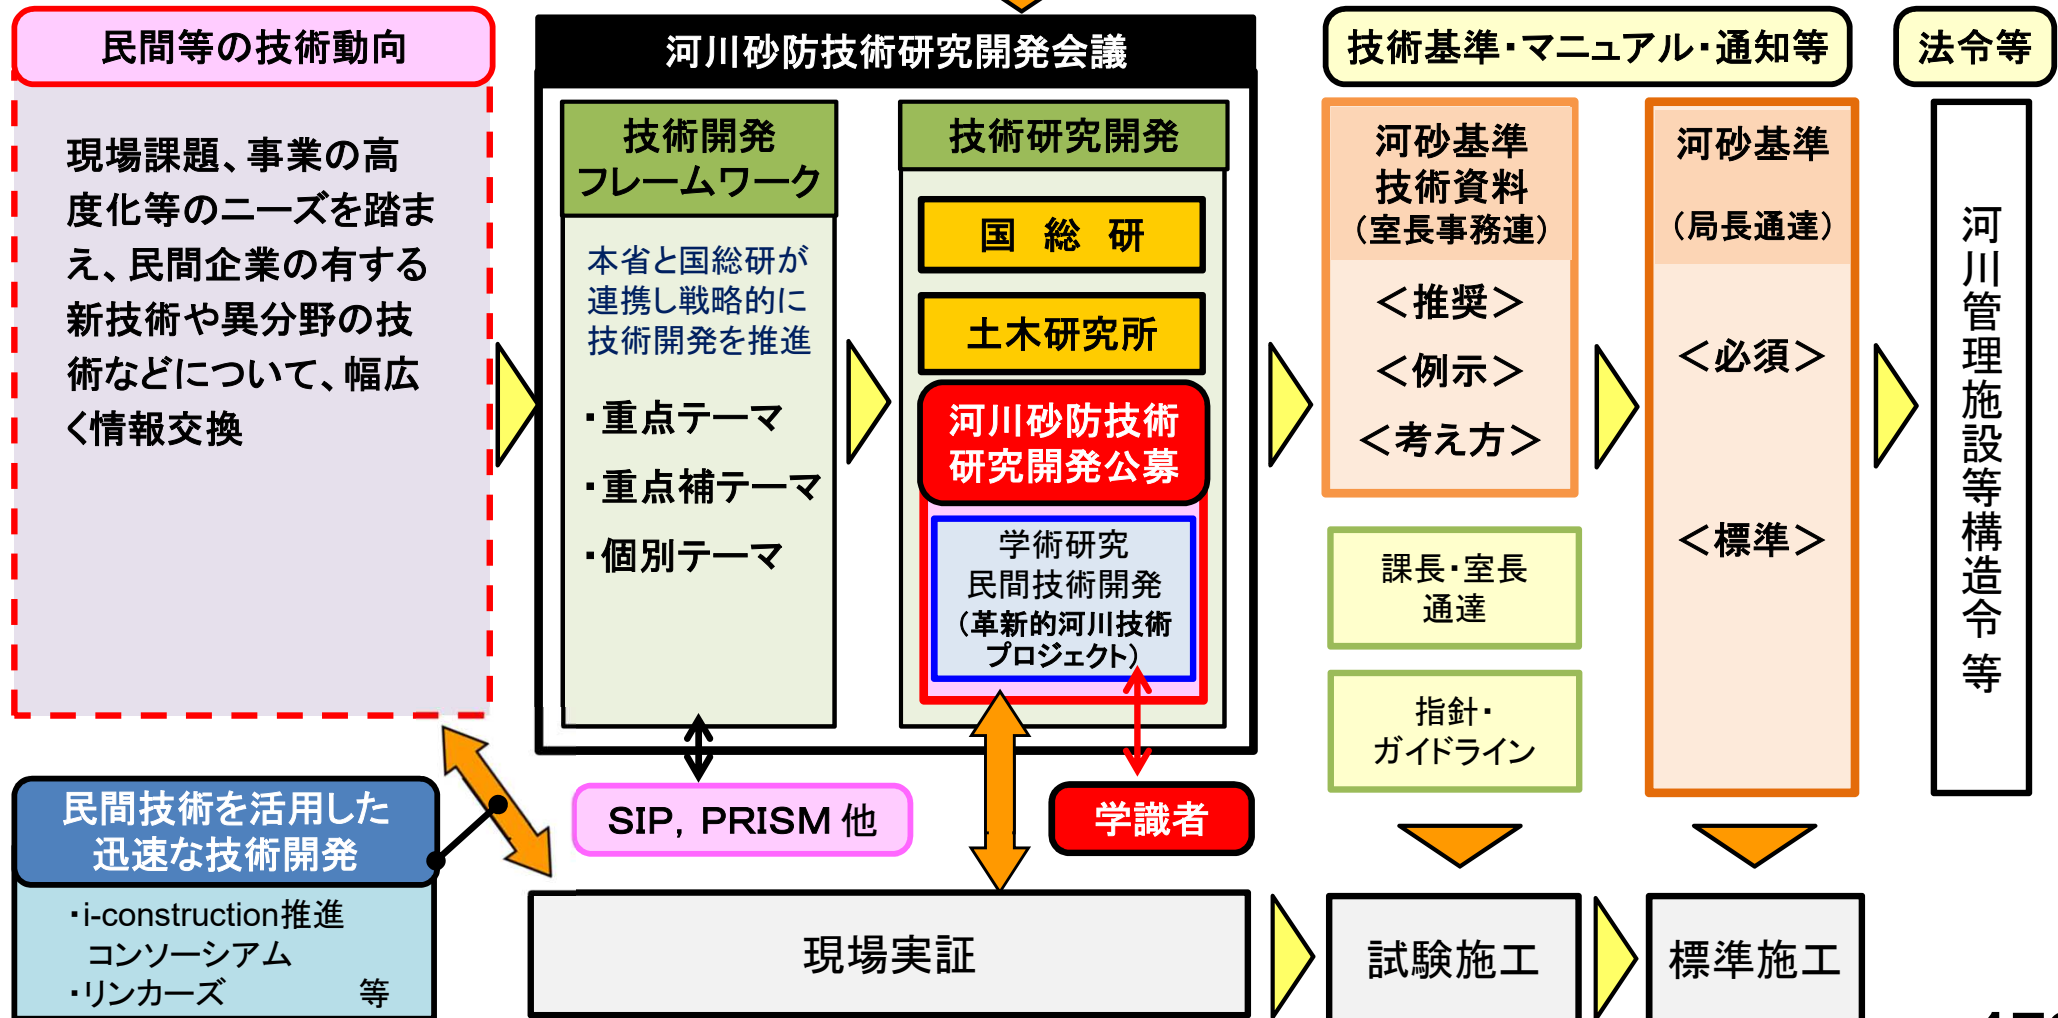 民間等の技術動向
現場課題、事業の高
度化等のニーズを踏ま
え、民間企業の有する
新技術や異分野の技
術などについて、幅広
く情報交換
民間技術を活用した
迅速な技術開発
・i-construction推進
コンソーシアム
・リンカーズ 等
河川砂防技術研究開発会議
技術開発
フレームワーク
本省と国総研が
連携し戦略的に
技術開発を推進
・重点テーマ
・重点補テーマ
・個別テーマ
技術研究開発
国 総 研
土木研究所
河川砂防技術
研究開発公募
学術研究
民間技術開発
（革新的河川技術
プロジェクト）
SIP，PRISM 他
学識者
現場実証
技術基準・マニュアル・通知等
河砂基準
技術資料
（室長事務連）
＜推奨＞
＜例示＞
＜考え方＞
課長・室長
通達
指針・
ガイドライン
試験施工
河砂基準
（局長通達）
＜必須＞
＜標準＞
標準施工
法令等
河川管理施設等構造令 等